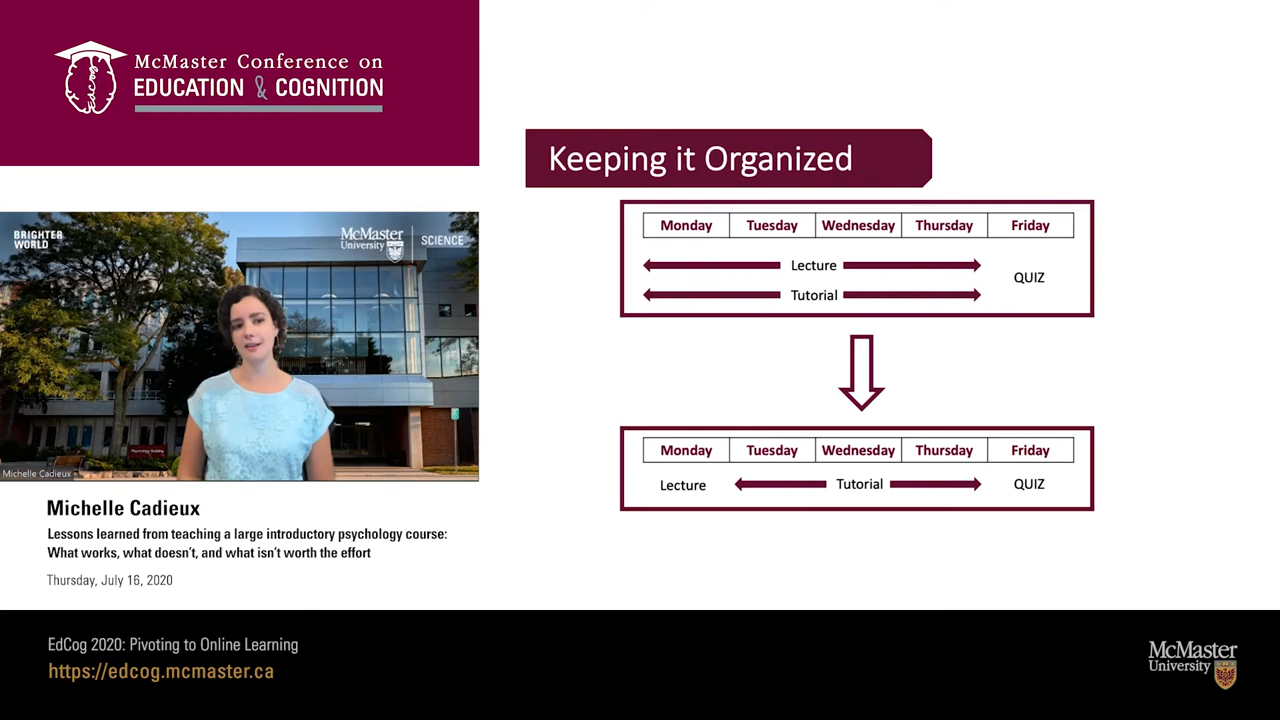 McMaster Conference on
EDUCATION & COGNITION
EdCog
Keeping it Organized
Monday Tuesday Wednesday Thursday Friday
Lecture
QUIZ
Tutorial
BRIGHTER
WORLD
McMaster
University
SCIENCE
Psychology Building
Michelle Cadieux
Monday Tuesday Wednesday Thursday Friday
Lecture Tutorial QUIZ
Michelle Cadieux
Lessons learned from teaching a large introductory psychology course:
What works, what doesn't, and what isn't worth the effort
Thursday, July 16, 2020
EdCog 2020: Pivoting to Online Learning
https://edcog.mcmaster.ca
McMaster
University